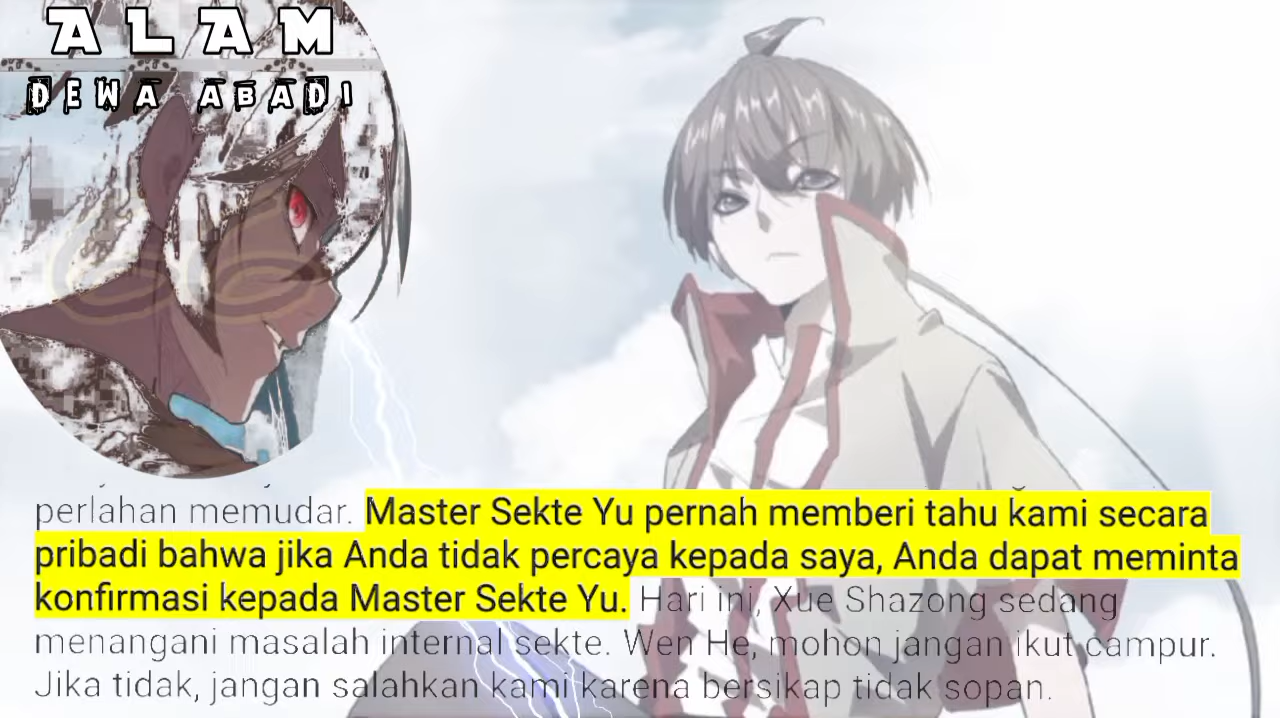 ALAM
DEWA ABADI
perlahan memudar. Master Sekte Yu pernah memberi tahu kami secara
pribadi bahwa jika Anda tidak percaya kepada saya, Anda dapat meminta
konfirmasi kepada Master Sekte Yu. Hari ini, Xue Shazong sedang
menangani masalah internal sekte. Wen He, mohon jangan ikut campur.
Jika tidak, jangan salahkan kami karena bersikap tidak sopan.